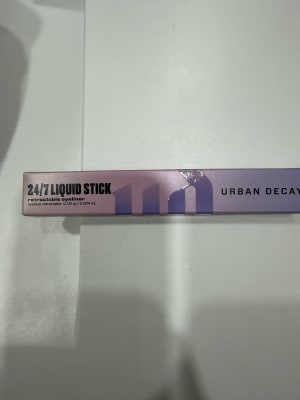 24/7 LIQUID STICK
retractable eyeliner
URBAN DECAY